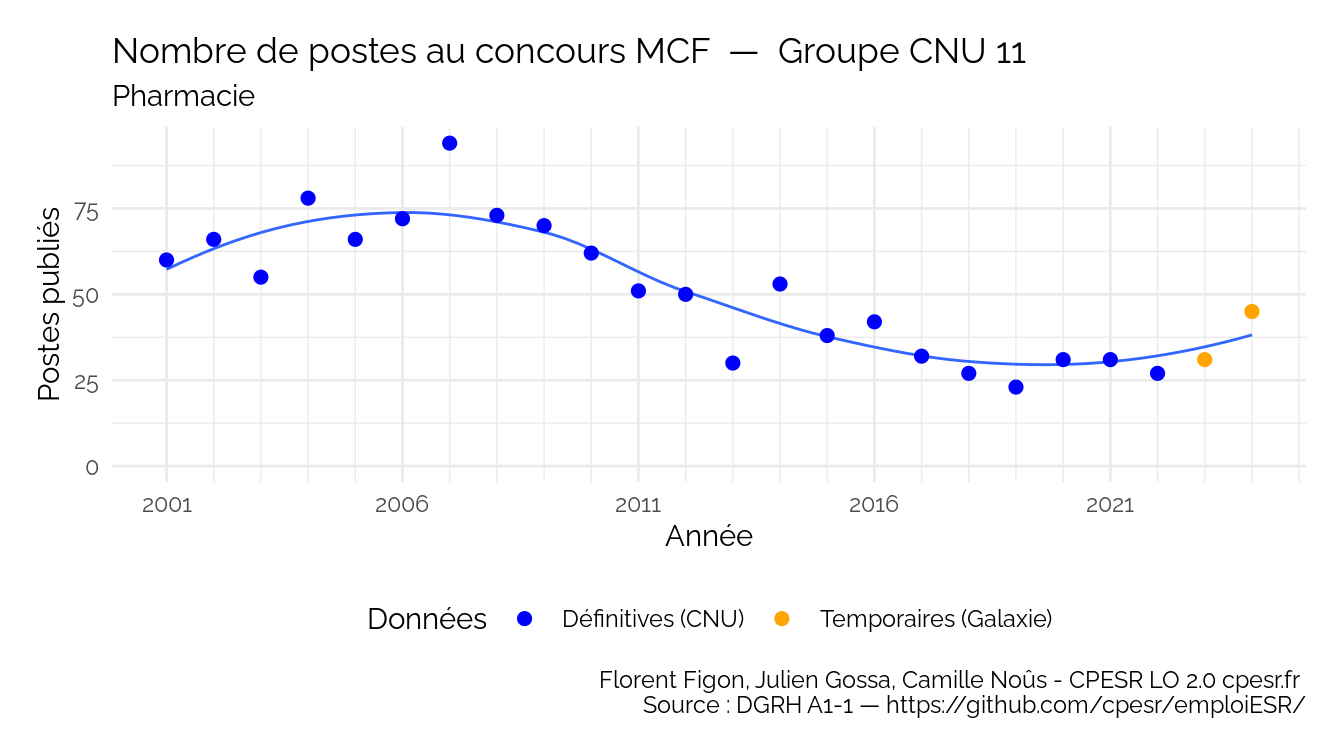 Nombre de postes au concours MCF — Groupe CNU 11
Pharmacie
Postes publiés
75
50
25
0
2001 2006 2011 2016 2021
Année
Données Définitives (CNU) Temporaires (Galaxie)
Florent Figon, Julien Gossa, Camille Noûs - CPESR LO 2.0 cpesr.fr
Source : DGRH A1-1 — https://github.com/cpesr/emploiESR/